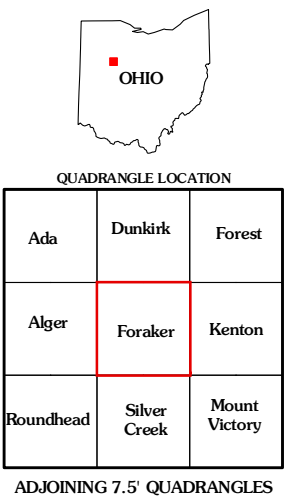 OHIO
QUADRANGLE LOCATION
Ada
Dunkirk
Forest
Alger
Foraker
Kenton
Roundhead
Silver
Creek
Mount
Victory
ADJOINING 7.5' QUADRANGLES